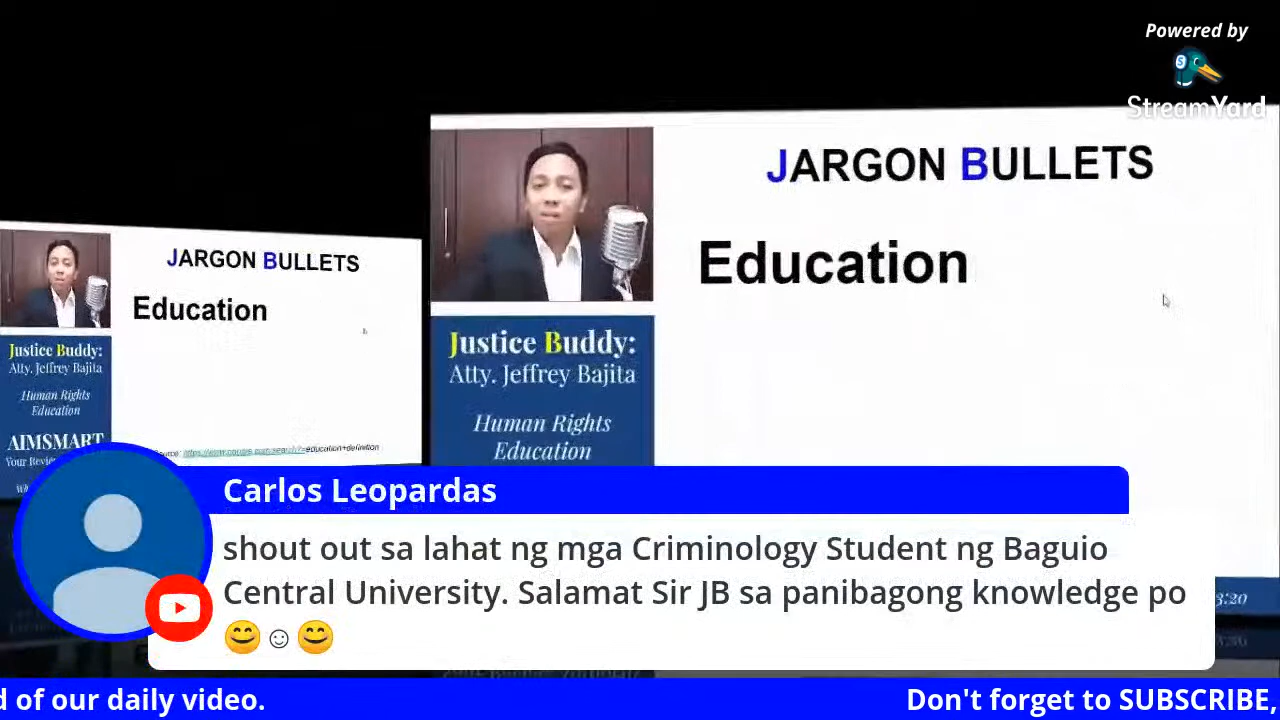 Powered by
StreamYard
JARGON BULLETS
Education
Justice Buddy:
Atty. Jeffrey Bajita
Human Rights
Education
JARGON BULLETS
Education
Justice Buddy:
Atty. Jeffrey Bajita
Human Rights
Education
AIMSMART
3:20
Carlos Leopardas
shout out sa lahat ng mga Criminology Student ng Baguio
Central University. Salamat Sir JB sa panibagong knowledge po
😊☺😊
of our daily video.
Don't forget to SUBSCRIBE,